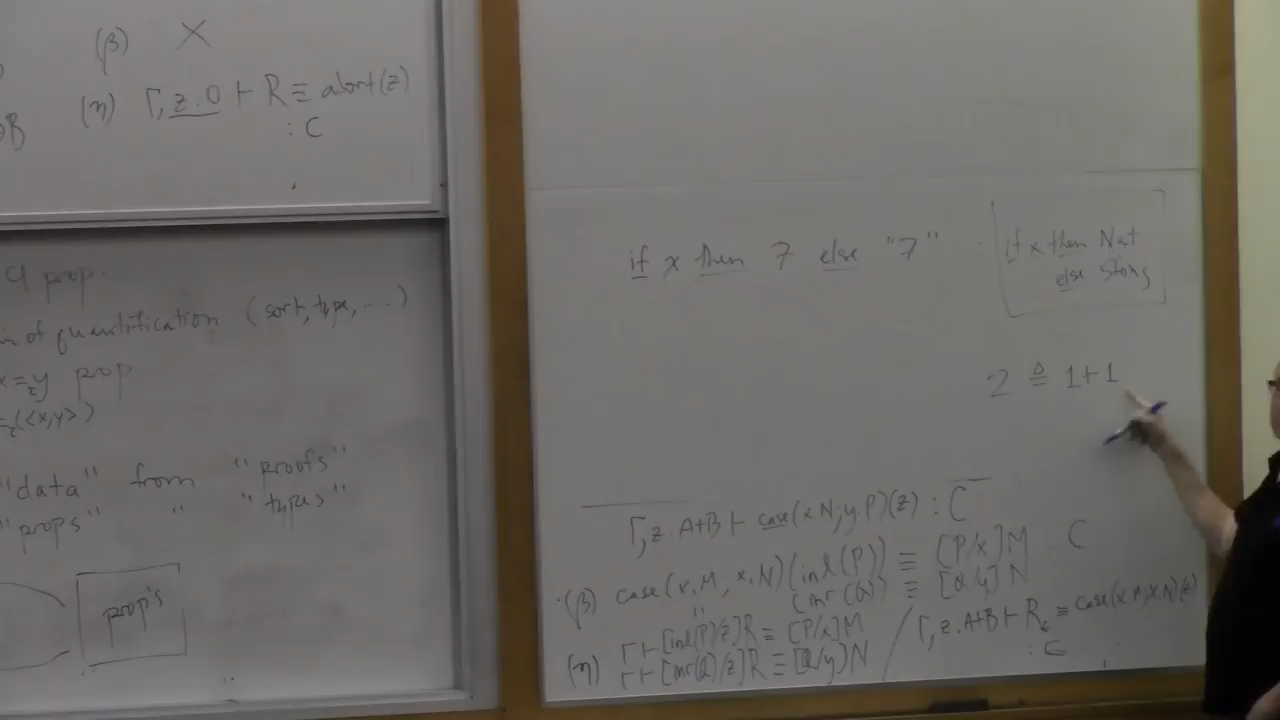 (β) X
(η) Γ, z:0 ⊢ R ≡ abort(z)
: C
q prop.
of quantification (sort, type, ....)
x =z y prop
=z(<x,y>)
"data" from "proofs"
"props" " "types"
prop's
if x then 7 else "7"
if x then Nat
else String
2 ≜ 1+1
Γ, z:A+B ⊢ case(x.N; y.P)(z) : C
(β) case(x.M; x.N)(inl(P)) ≡ [P/x]M C
" (inr(Q)) ≡ [Q/y]N
Γ ⊢ [inl(P)/z]R ≡ [P/x]M
(η) Γ ⊢ [inr(Q)/z]R ≡ [Q/y]N
Γ, z:A+B ⊢ R ≡ case(x.M; x.N)(z)
: C